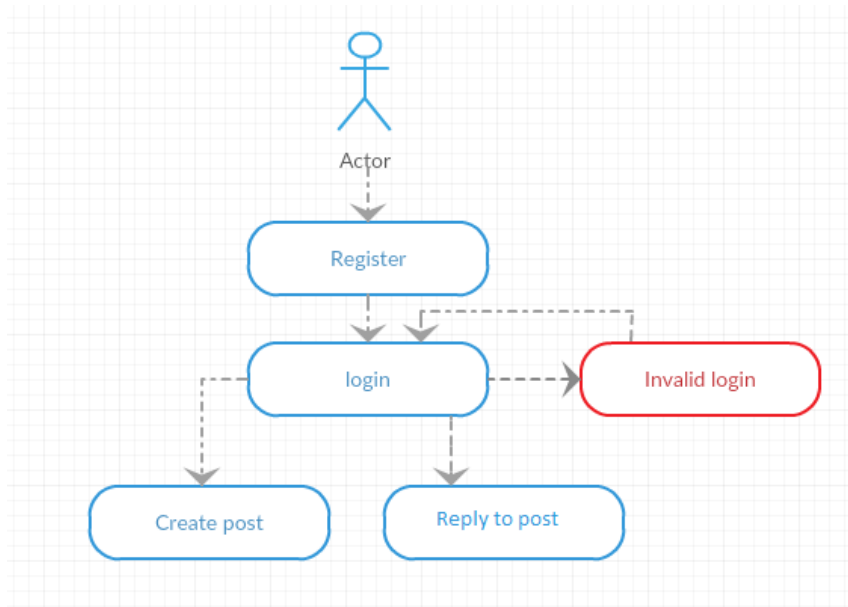 Actor
Register
login
Invalid login
Create post
Reply to post